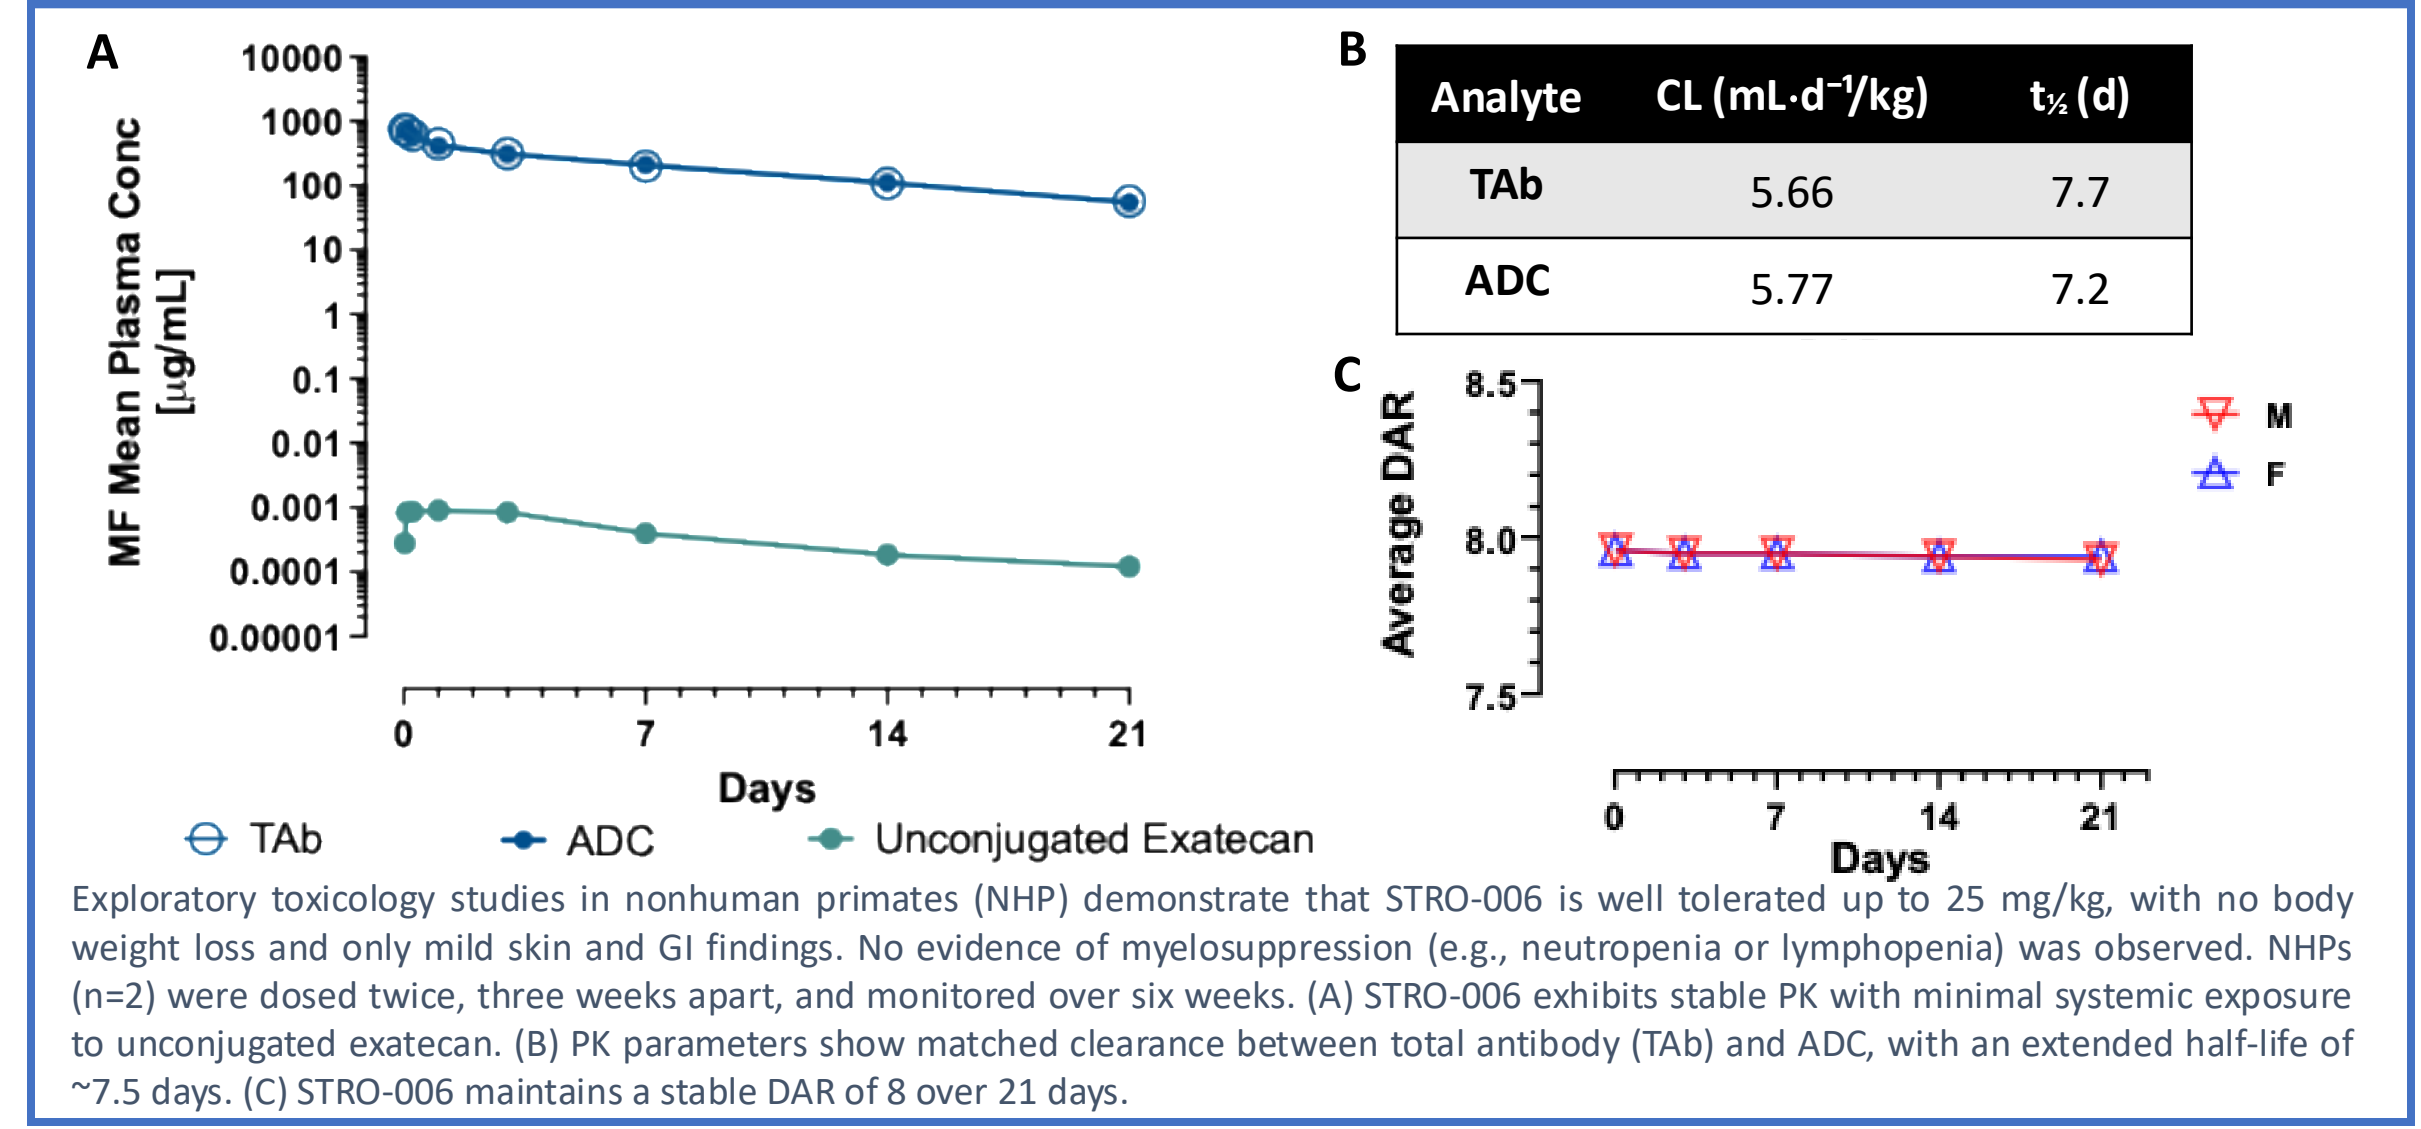 A
MF Mean Plasma Conc
[µg/mL]
10000
1000
100
10
1
0.1
0.01
0.001
0.0001
0.00001
0 7 14 21
Days
TAb ADC Unconjugated Exatecan
B
Analyte CL (mL·d⁻¹/kg) t½ (d)
TAb 5.66 7.7
ADC 5.77 7.2
C
Average DAR
8.5
8.0
7.5
M
F
0 7 14 21
Days
Exploratory toxicology studies in nonhuman primates (NHP) demonstrate that STRO-006 is well tolerated up to 25 mg/kg, with no body
weight loss and only mild skin and GI findings. No evidence of myelosuppression (e.g., neutropenia or lymphopenia) was observed. NHPs
(n=2) were dosed twice, three weeks apart, and monitored over six weeks. (A) STRO-006 exhibits stable PK with minimal systemic exposure
to unconjugated exatecan. (B) PK parameters show matched clearance between total antibody (TAb) and ADC, with an extended half-life of
~7.5 days. (C) STRO-006 maintains a stable DAR of 8 over 21 days.